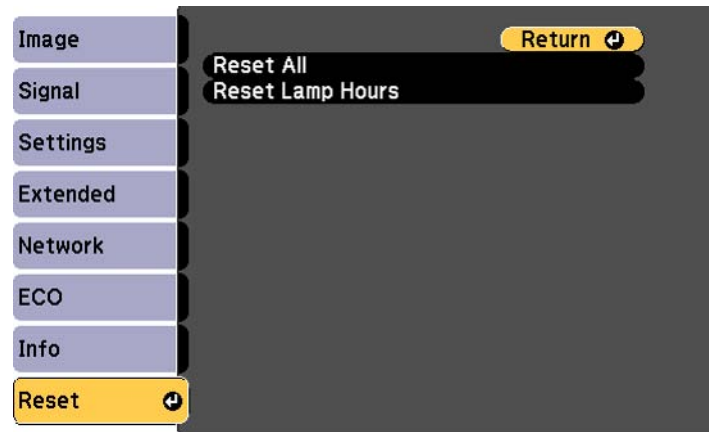 Image
Signal
Settings
Extended
Network
ECO
Info
Reset
Return
Reset All
Reset Lamp Hours